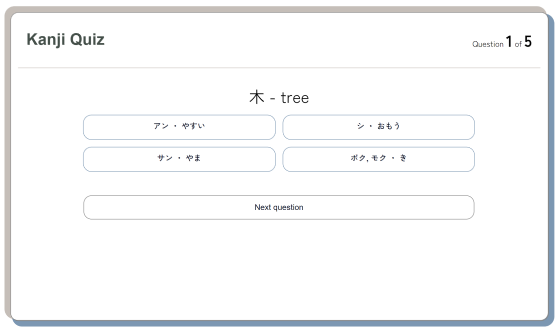 Kanji Quiz
Question 1 of 5
木 - tree
アン ・ やすい
シ ・ おもう
サン ・ やま
ボク, モク ・ き
Next question